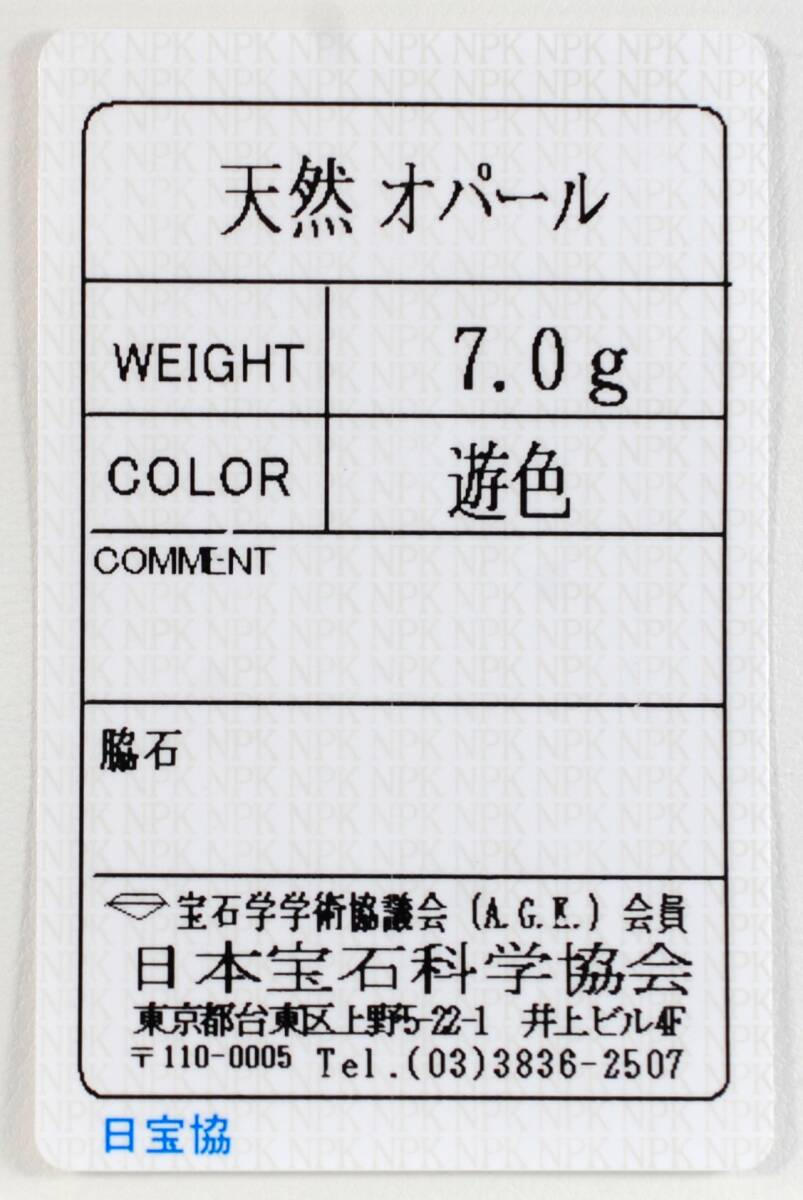 天然 オパール
WEIGHT 7.0g
COLOR 遊色
COMMENT
脇石
宝石学学術協議会 (A.G.K.) 会員
日本宝石科学協会
東京都台東区上野5-22-1 井上ビル4F
〒110-0005 Tel.(03)3836-2507
日宝協